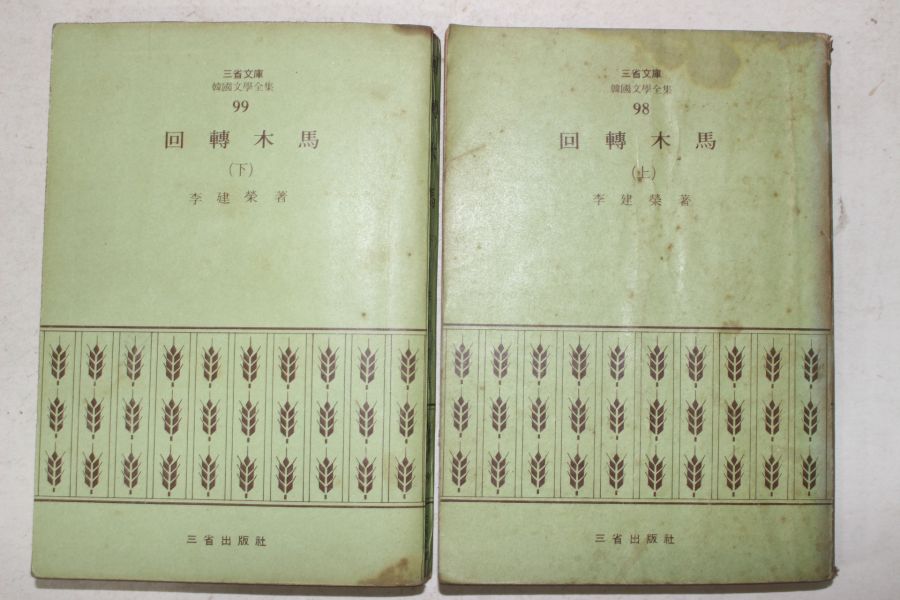 三省文庫
韓國文學全集
99
回轉木馬
(下)
李建榮著
三省出版社
三省文庫
韓國文學全集
98
回轉木馬
(上)
李建榮著
三省出版社